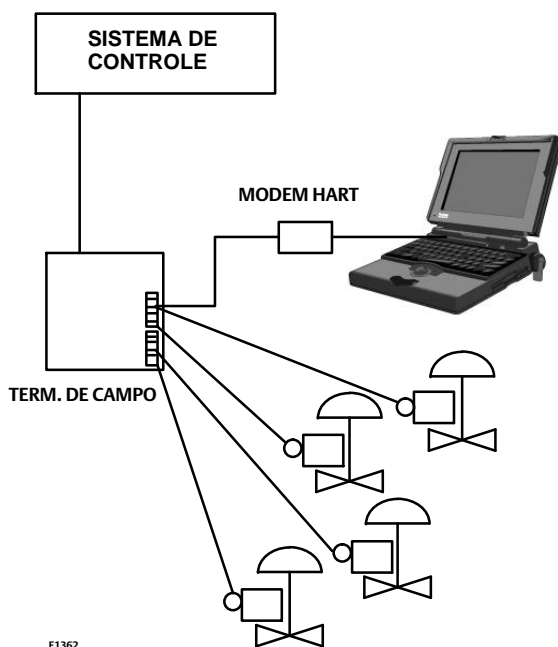 SISTEMA DE
CONTROLE
MODEM HART
TERM. DE CAMPO
E1362